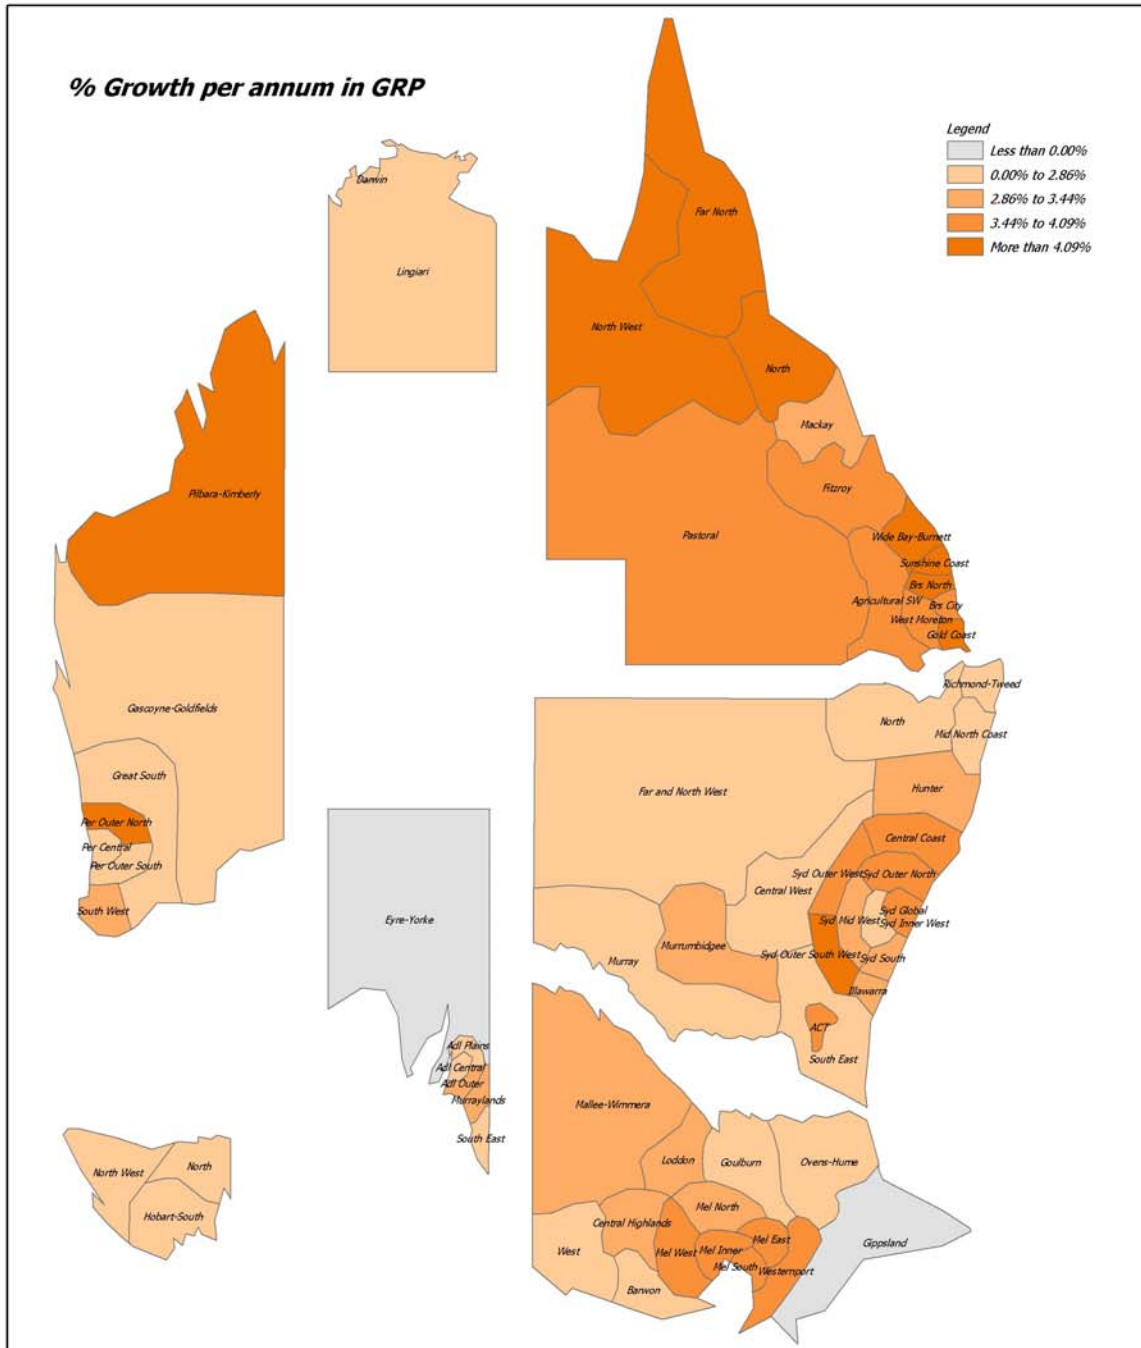 % Growth per annum in GRP
Legend
Less than 0.00%
0.00% to 2.86%
2.86% to 3.44%
3.44% to 4.09%
More than 4.09%
Darwin
Lingiari
Far North
North West
North
Mackay
Fitzroy
Pastoral
Wide Bay-Burnett
Sunshine Coast
Brs North
Agricultural SW
Brs City
West Moreton
Gold Coast
Pilbara-Kimberly
Gascoyne-Goldfields
Great South
Per Outer North
Per Central
Per Outer South
South West
Richmond-Tweed
North
Mid North Coast
Hunter
Far and North West
Central Coast
Syd Outer West
Syd Outer North
Central West
Syd Global
Syd Mid West
Syd Inner West
Murrumbidgee
Syd Outer South West
Syd South
Murray
Illawarra
ACT
South East
Eyre-Yorke
Adl Plains
Adl Central
Adl Outer
Murraylands
South East
Mallee-Wimmera
Loddon
Goulburn
Ovens-Hume
Mel North
Central Highlands
Mel East
Mel Inner
Mel West
Gippsland
Mel South
Westernport
West
Barwon
North West
North
Hobart-South